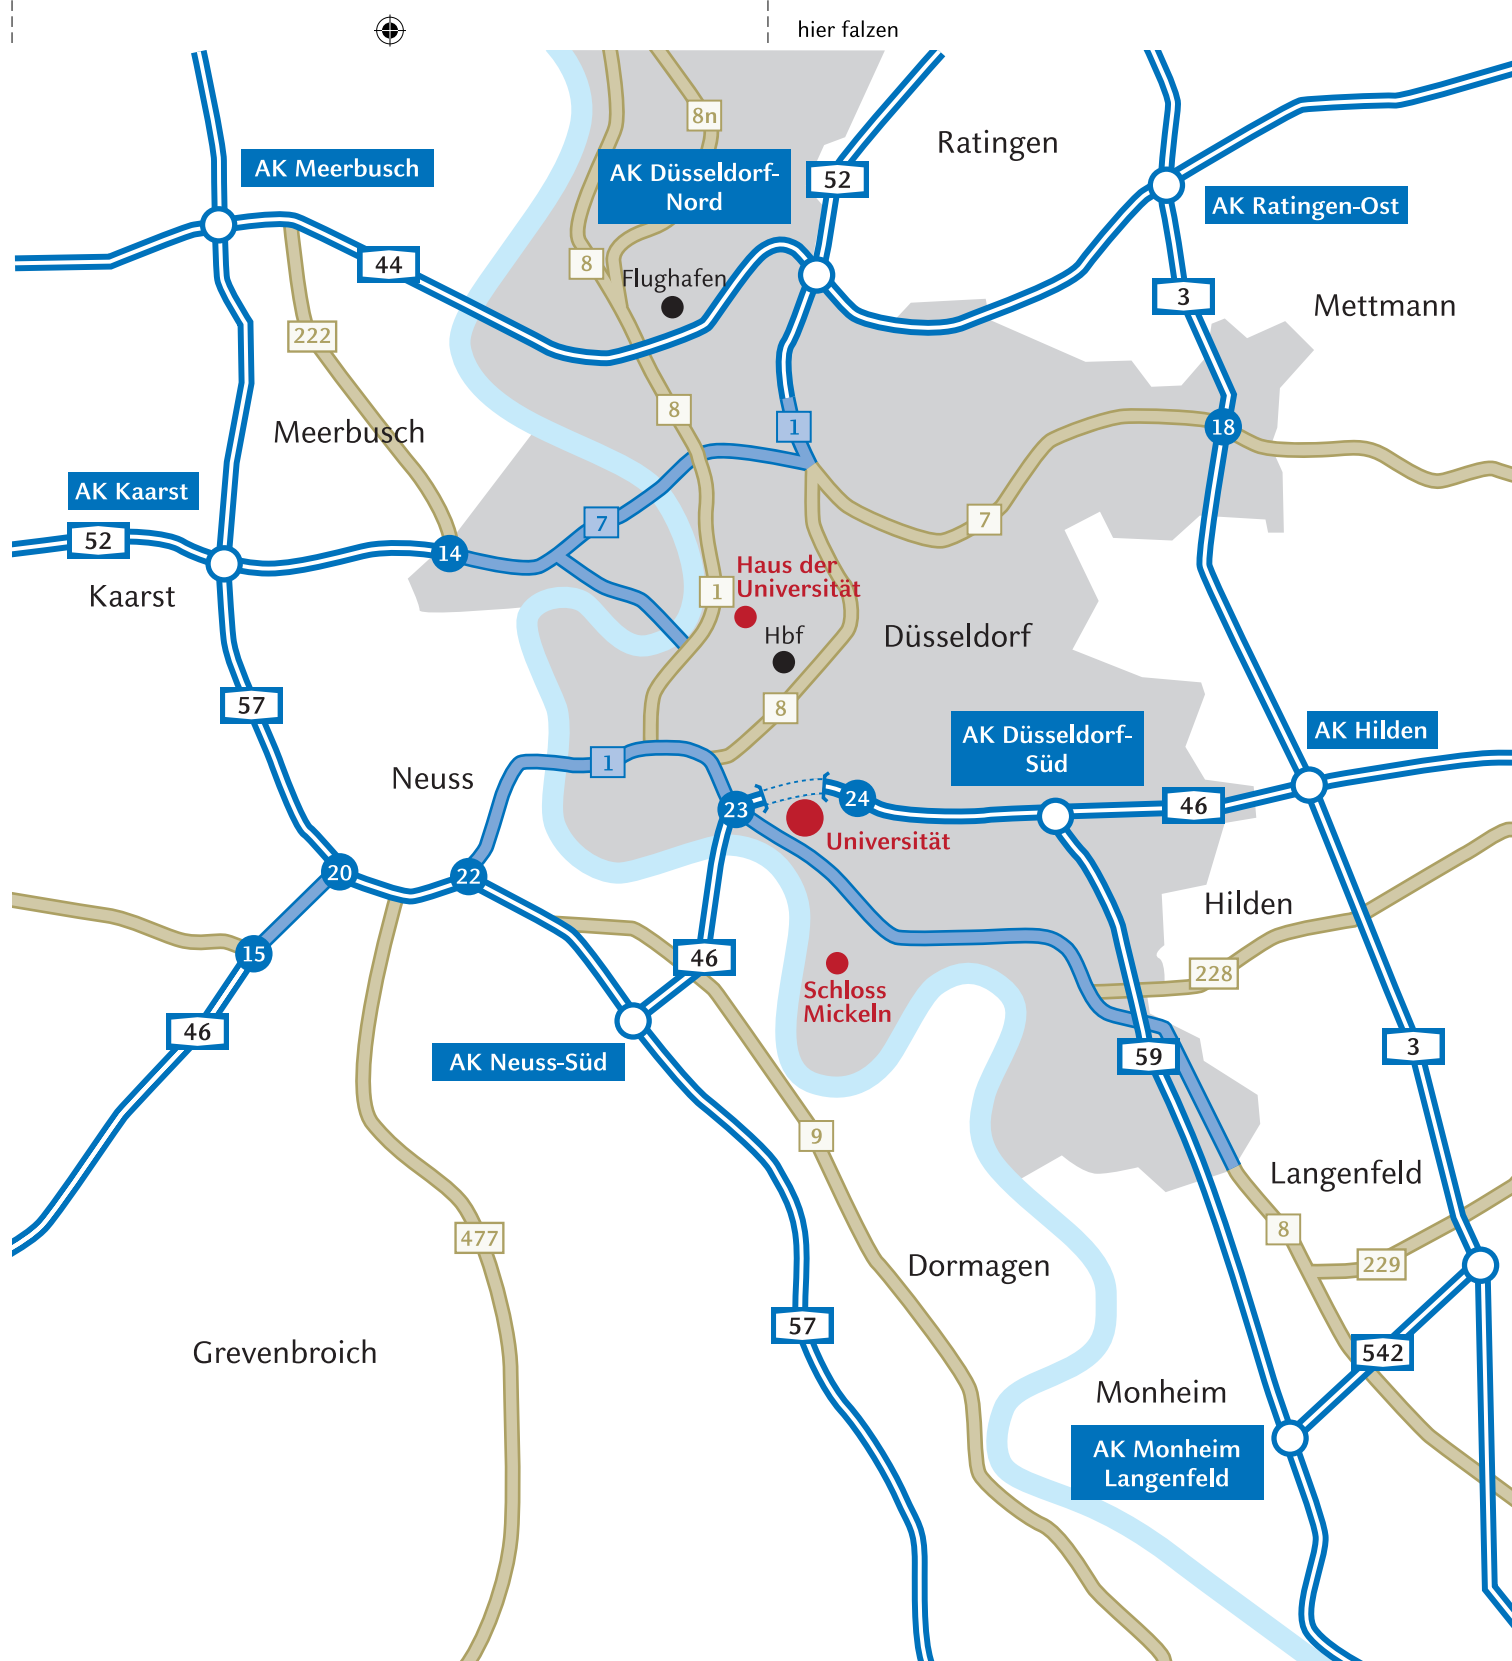 hier falzen
8n
Ratingen
AK Meerbusch
AK Düsseldorf-
Nord
52
AK Ratingen-Ost
44
8
Flughafen
3
Mettmann
222
8
1
18
Meerbusch
AK Kaarst
52
14
7
7
Haus der
Universität
1
Kaarst
Hbf
Düsseldorf
57
8
AK Düsseldorf-
Süd
AK Hilden
Neuss
1
23
24
46
Universität
20
22
Hilden
15
46
228
Schloss
Mickeln
46
AK Neuss-Süd
59
3
9
Langenfeld
477
8
229
Dormagen
57
Grevenbroich
542
Monheim
AK Monheim
Langenfeld